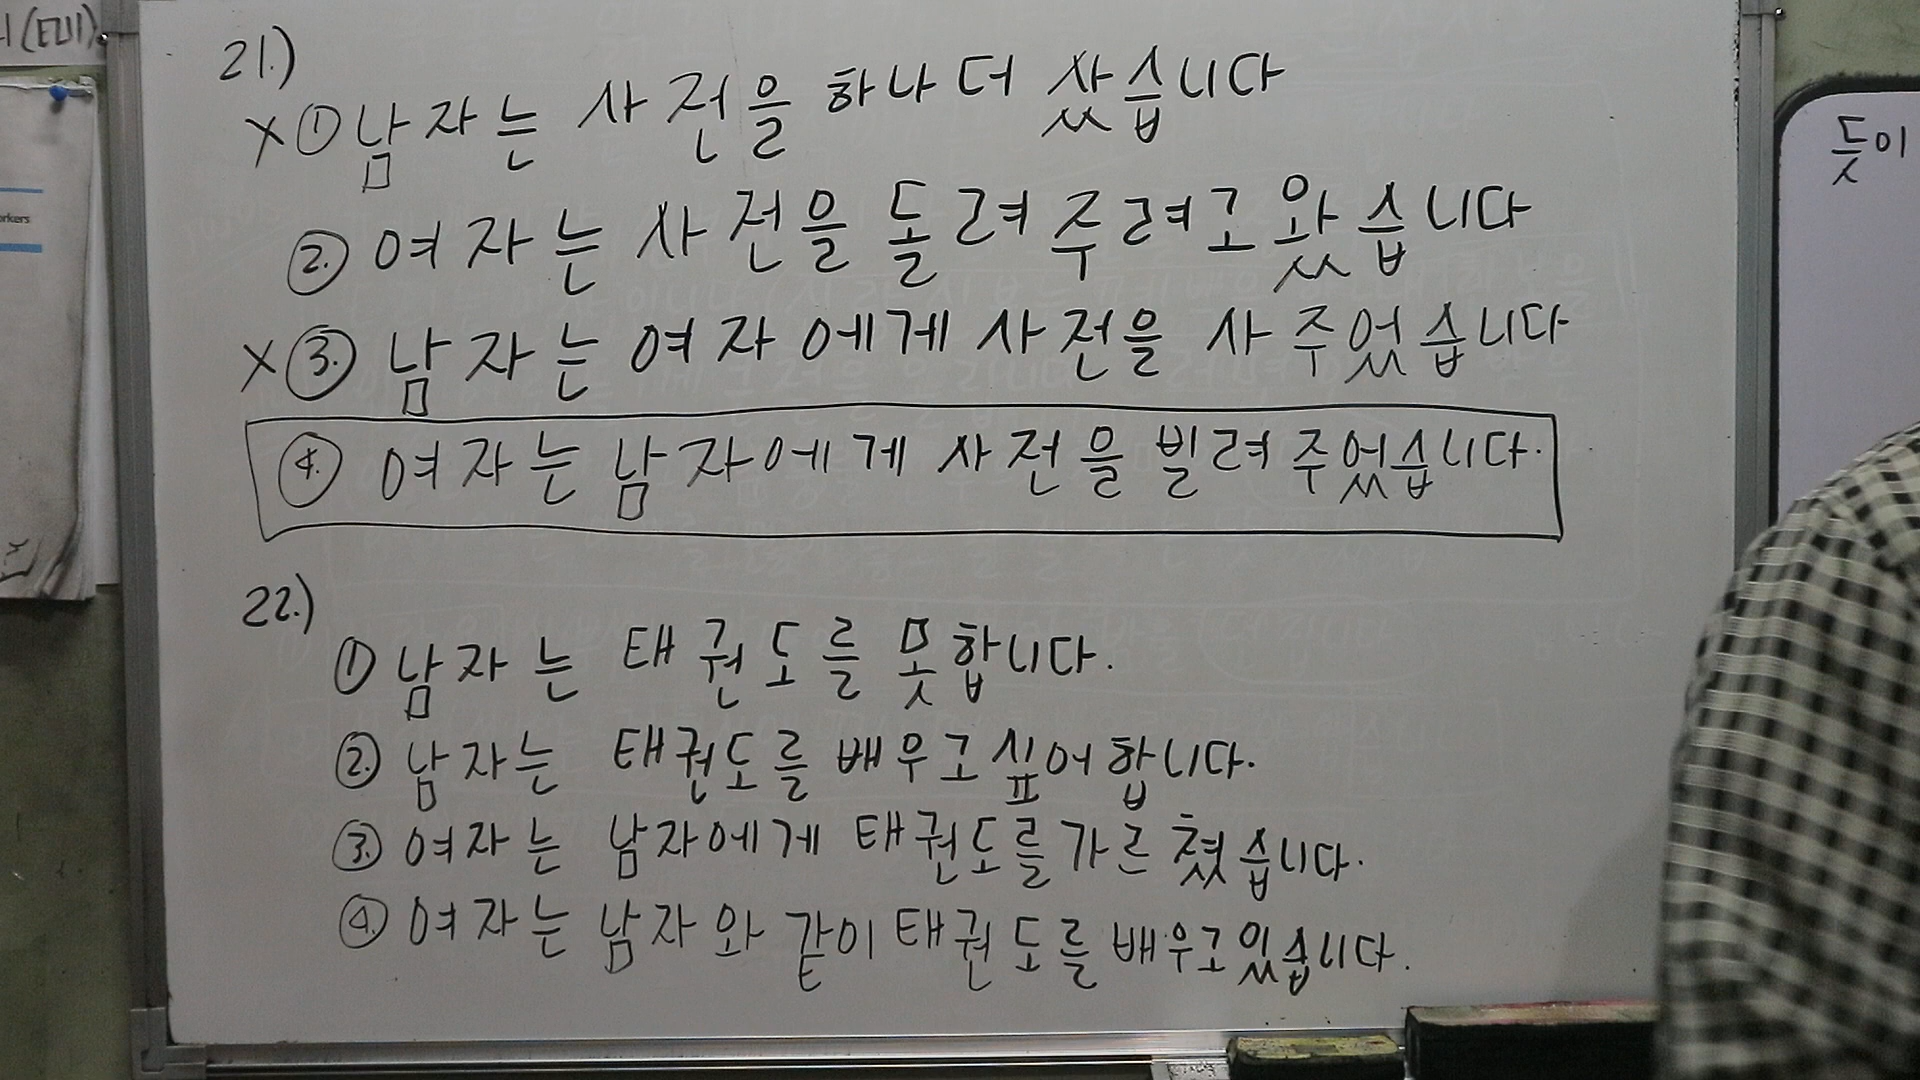 21.)
X ① 남자는 사전을 하나 더 샀습니다
②. 여자는 사전을 돌려주려고 왔습니다
X ③. 남자는 여자에게 사전을 사 주었습니다
④. 여자는 남자에게 사전을 빌려 주었습니다.
22.)
① 남자는 태권도를 못합니다.
②. 남자는 태권도를 배우고 싶어 합니다.
③. 여자는 남자에게 태권도를 가르쳤습니다.
④. 여자는 남자와 같이 태권도를 배우고 있습니다.
듯이
orkers